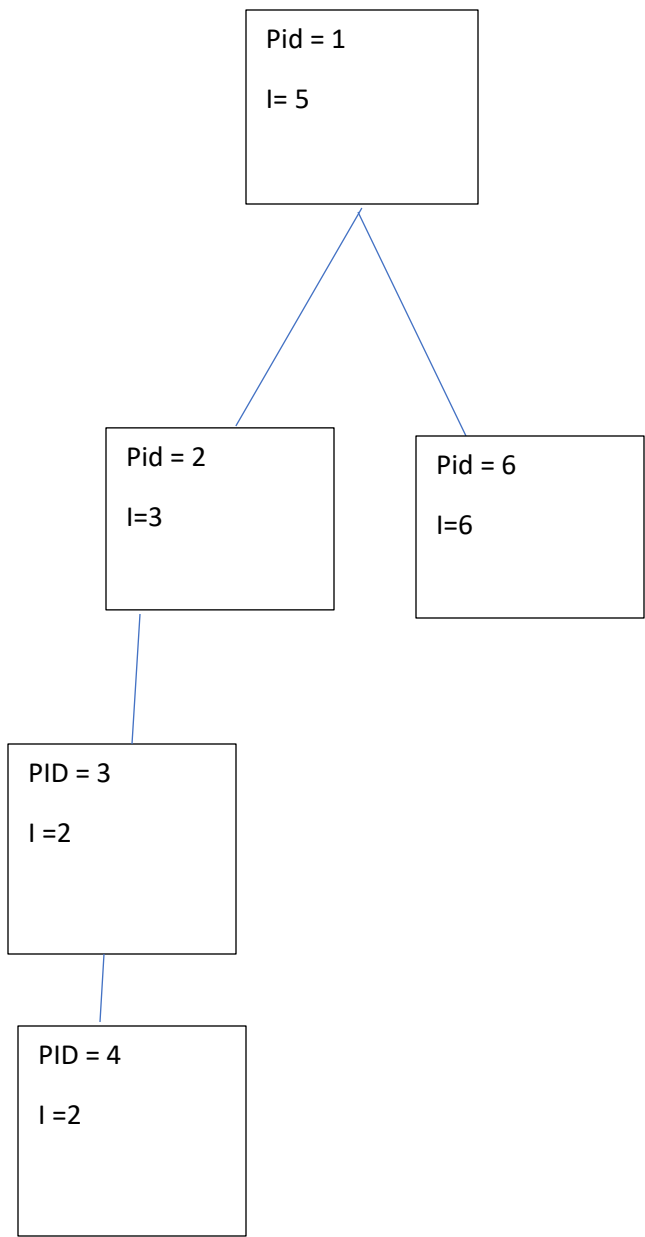 Pid = 1
I= 5
Pid = 2
I=3
Pid = 6
I=6
PID = 3
I =2
PID = 4
I =2